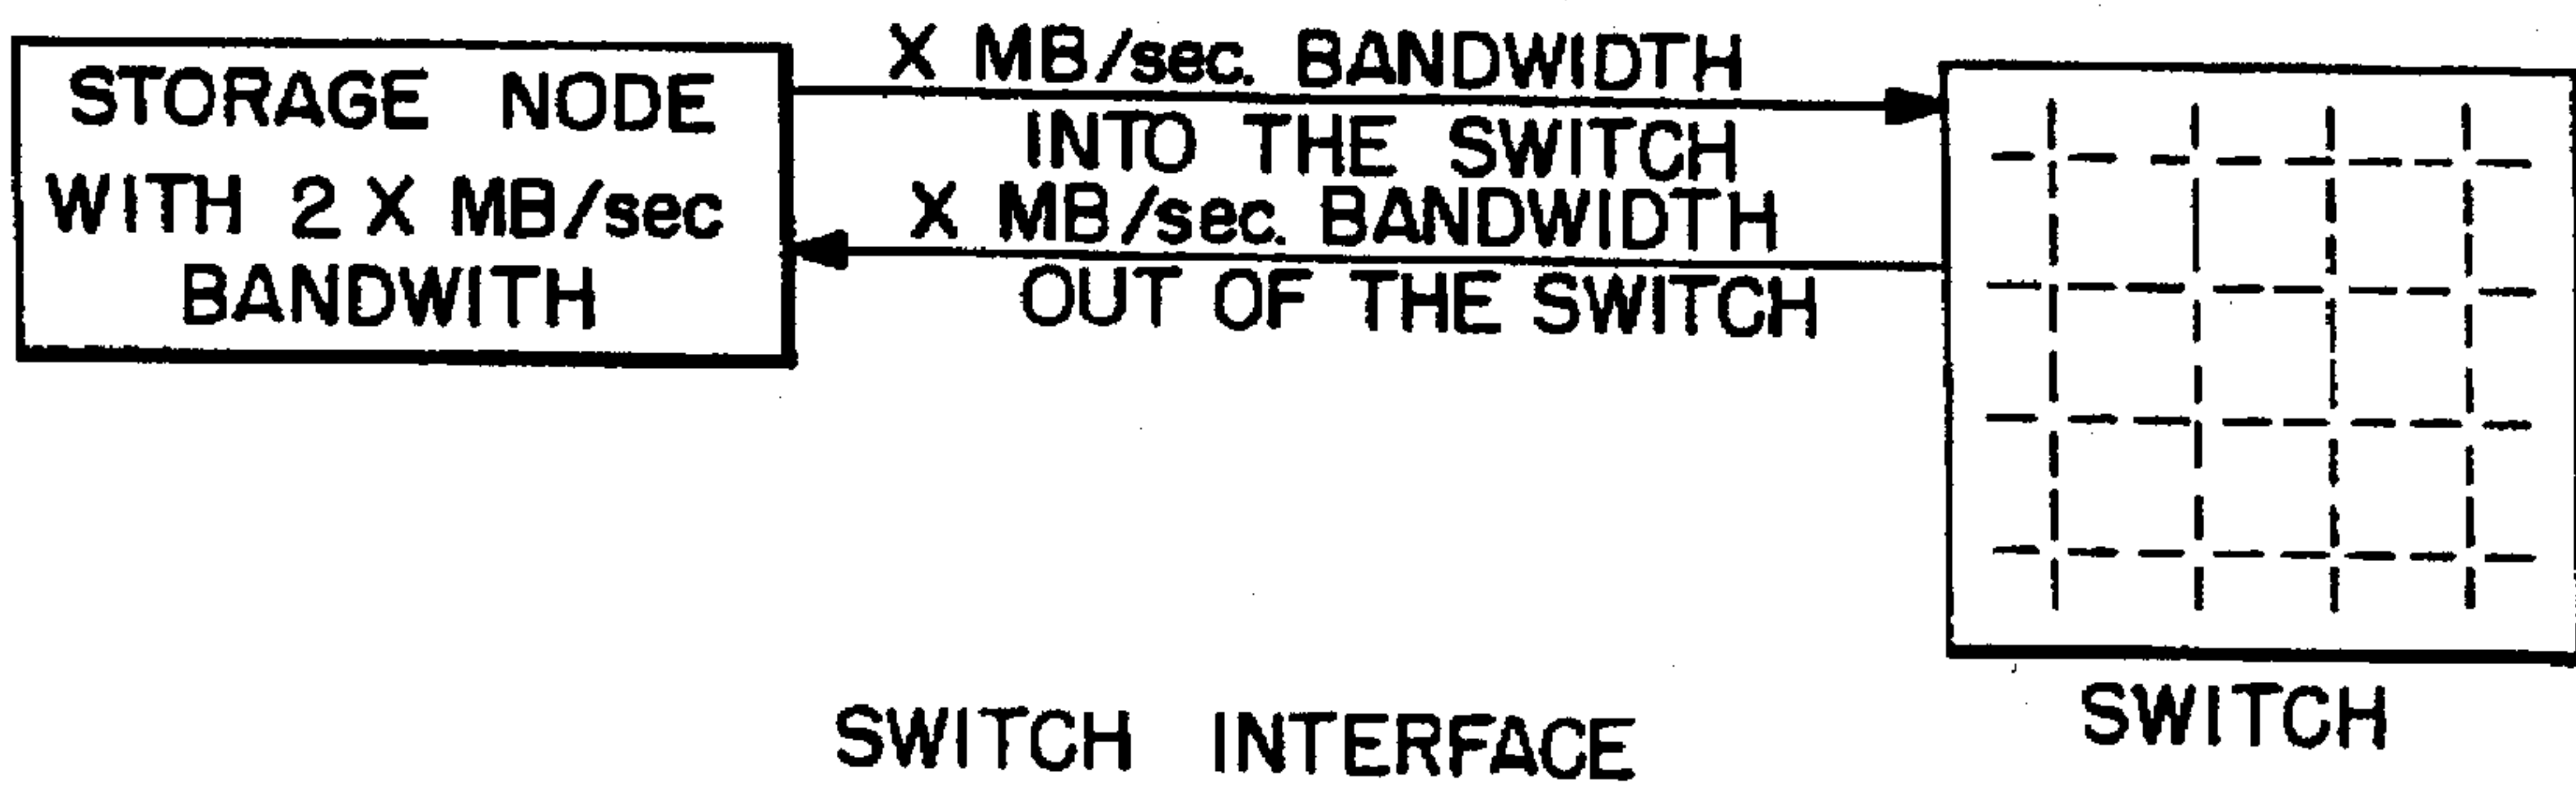 STORAGE NODE
WITH 2 X MB/sec
BANDWITH
X MB/sec. BANDWIDTH
INTO THE SWITCH
X MB/sec. BANDWIDTH
OUT OF THE SWITCH
SWITCH
SWITCH INTERFACE